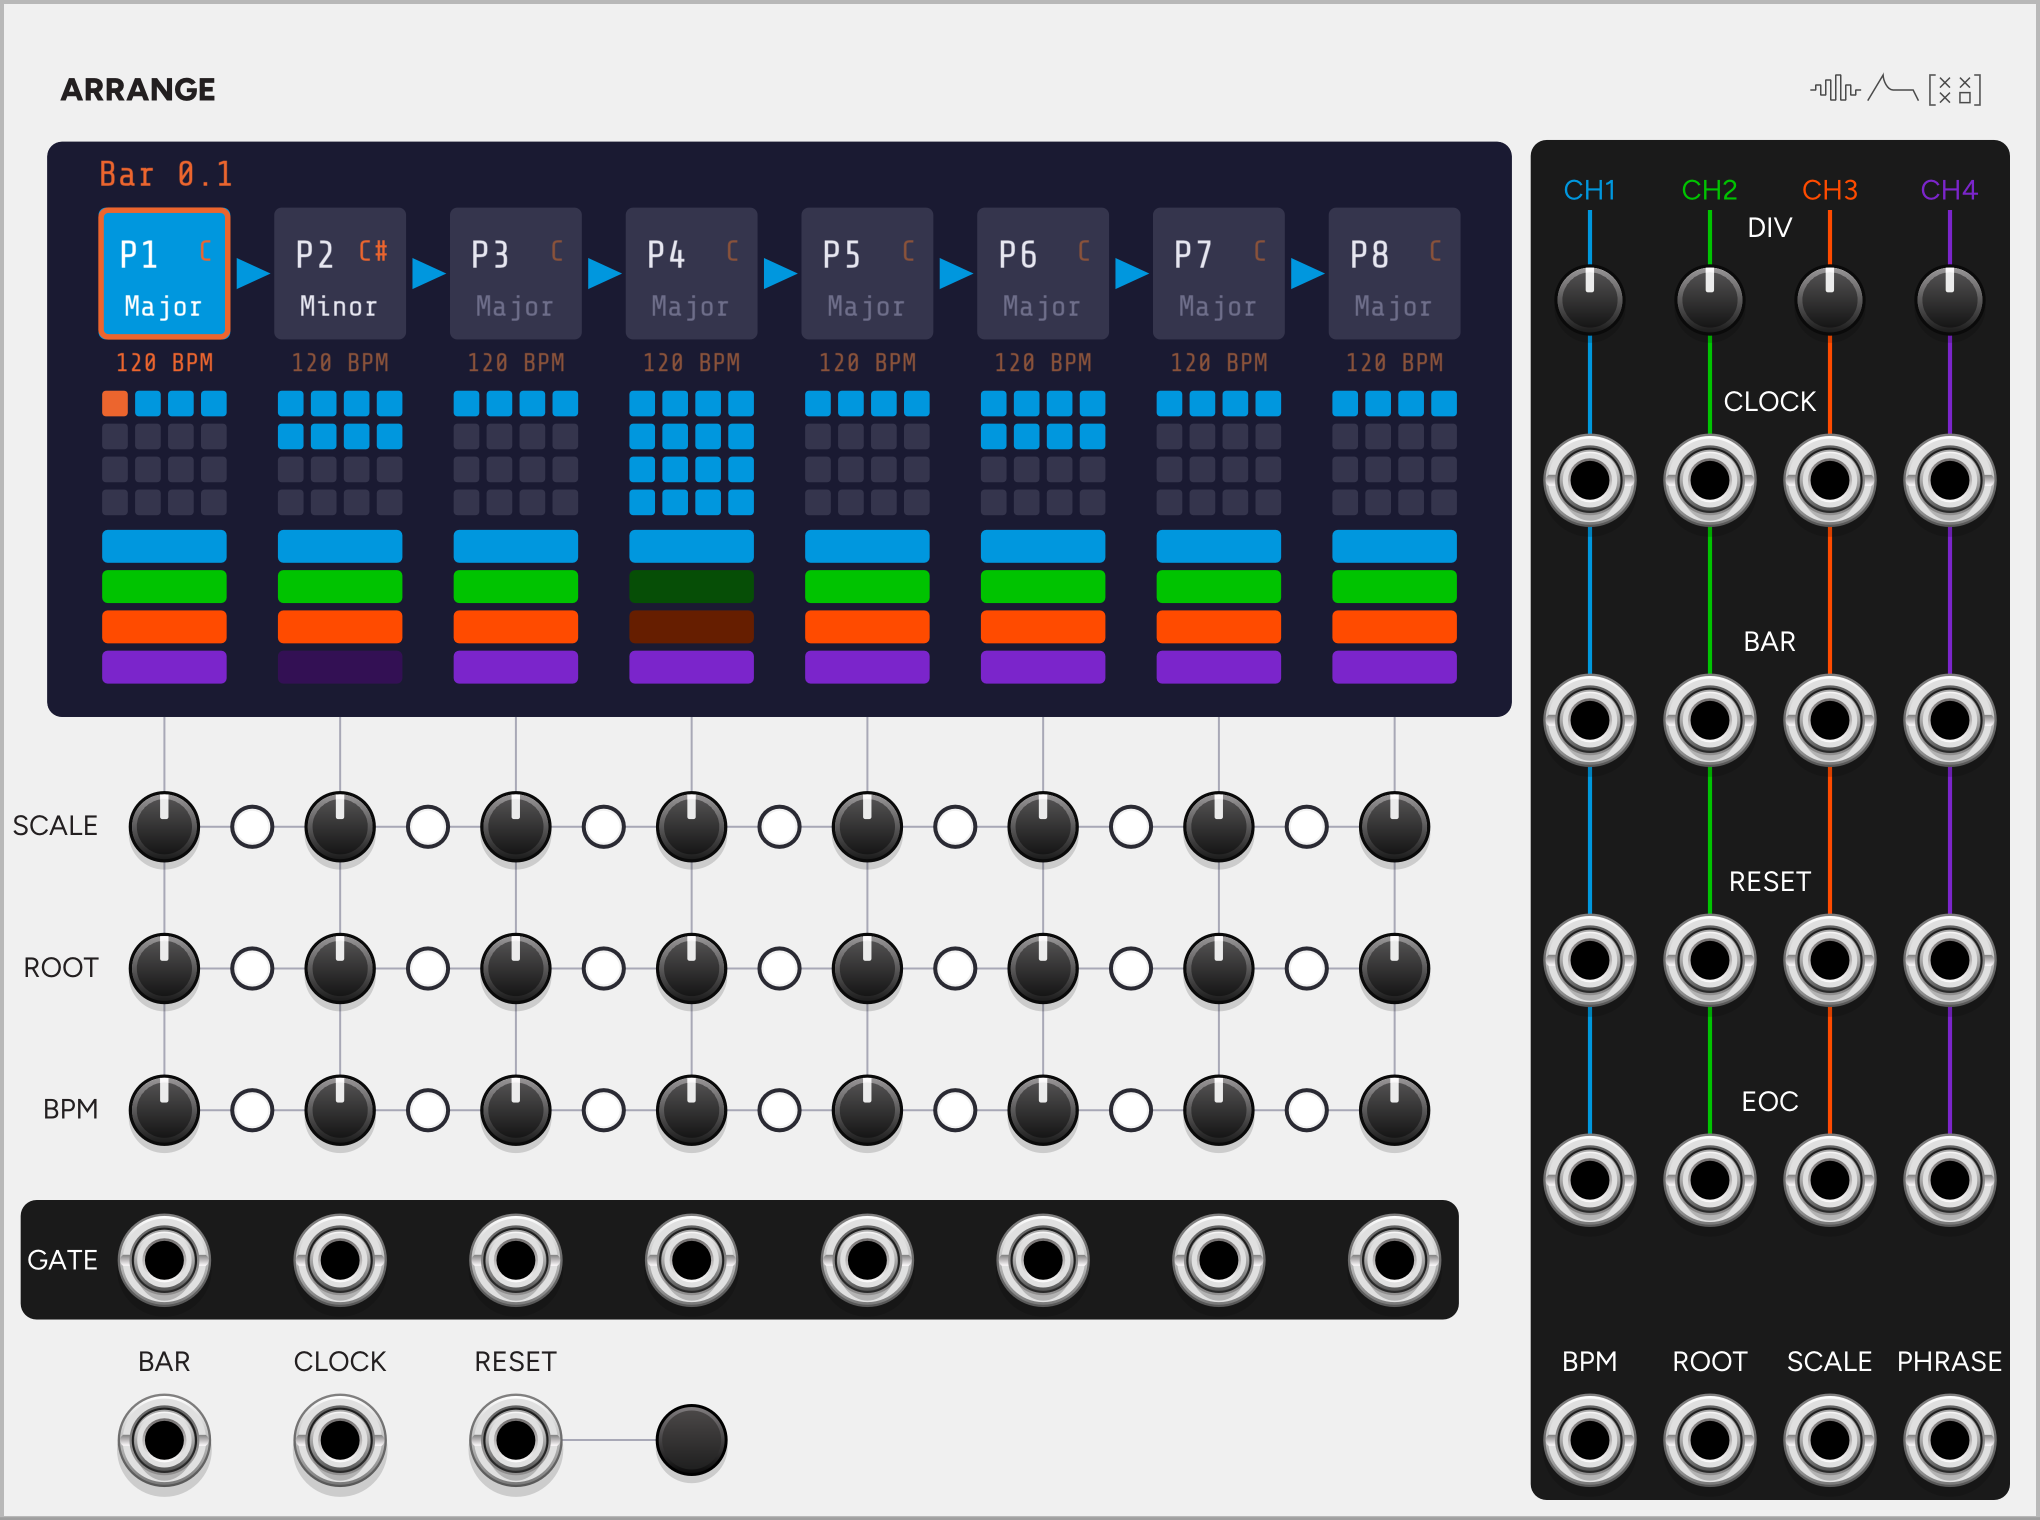 ARRANGE
Bar 0.1
P1 C P2 C# P3 C P4 C P5 C P6 C P7 C P8 C
Major Minor Major Major Major Major Major Major
120 BPM 120 BPM 120 BPM 120 BPM 120 BPM 120 BPM 120 BPM 120 BPM
SCALE
ROOT
BPM
GATE
BAR CLOCK RESET
CH1 CH2 CH3 CH4
DIV
CLOCK
BAR
RESET
EOC
BPM ROOT SCALE PHRASE